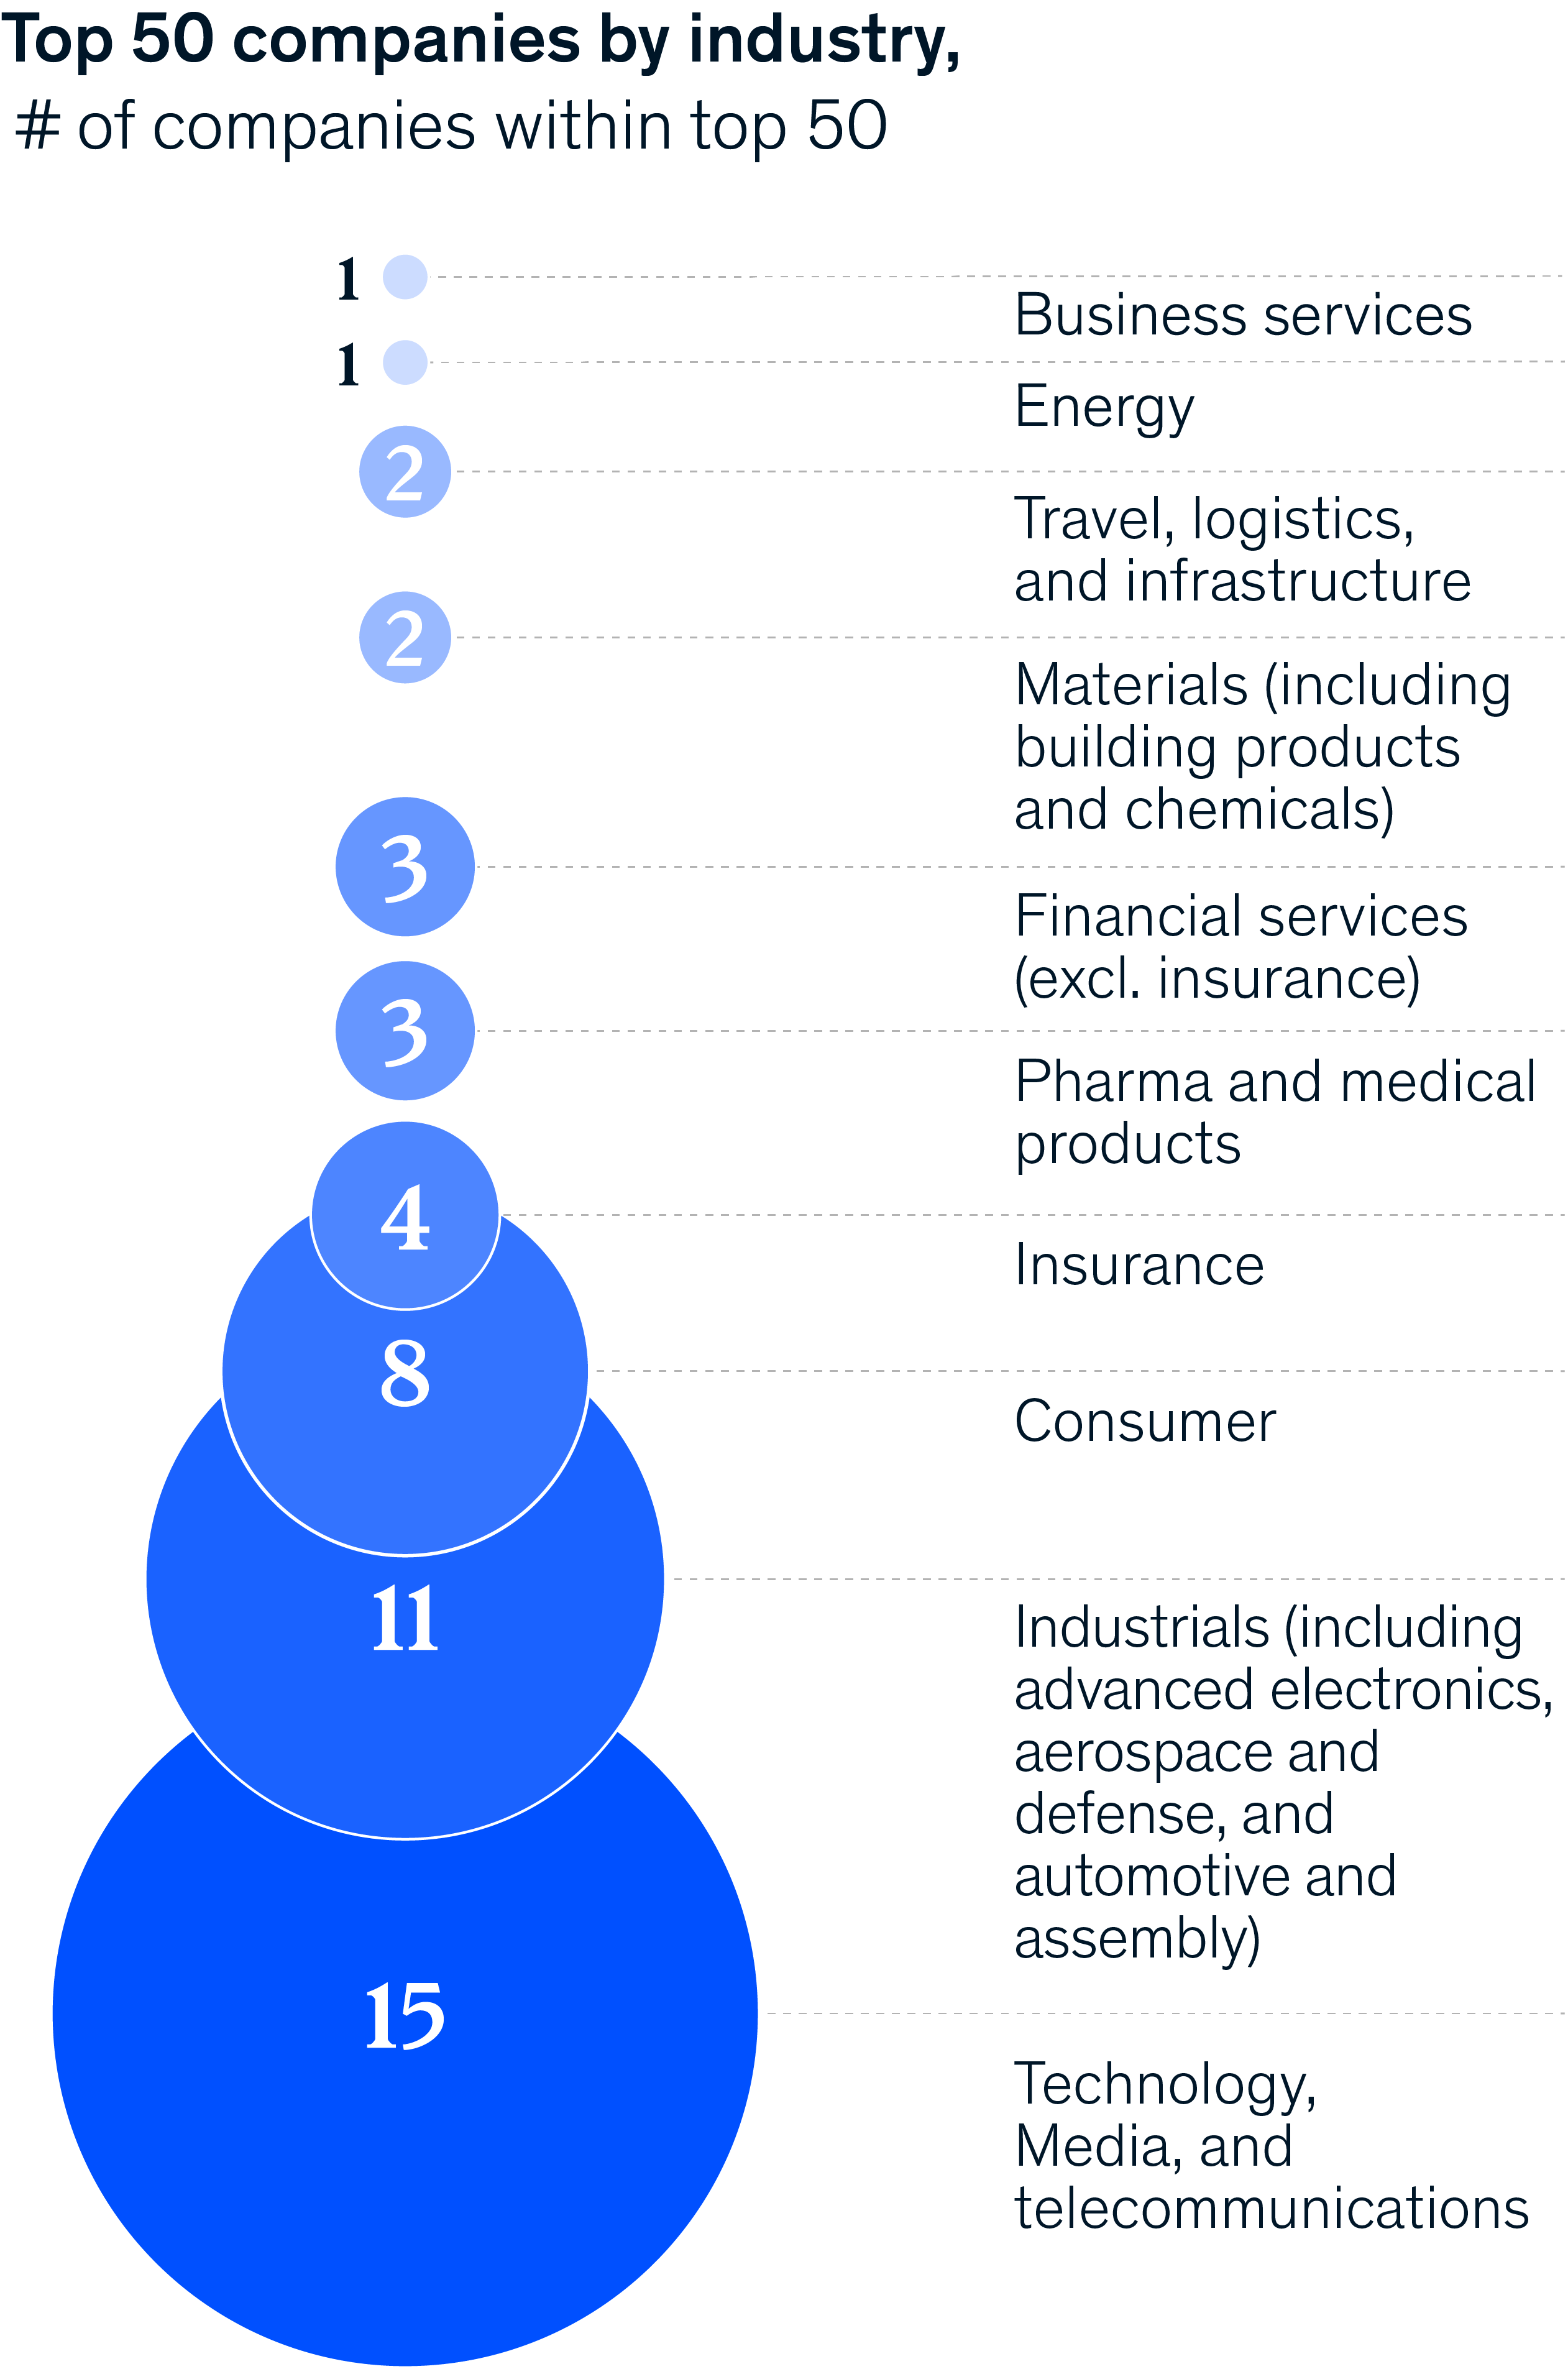 Top 50 companies by industry,
# of companies within top 50
1
Business services
1
Energy
2
Travel, logistics,
and infrastructure
2
Materials (including
building products
and chemicals)
3
Financial services
(excl. insurance)
3
Pharma and medical
products
4
Insurance
8
Consumer
11
Industrials (including
advanced electronics,
aerospace and
defense, and
automotive and
assembly)
15
Technology,
Media, and
telecommunications